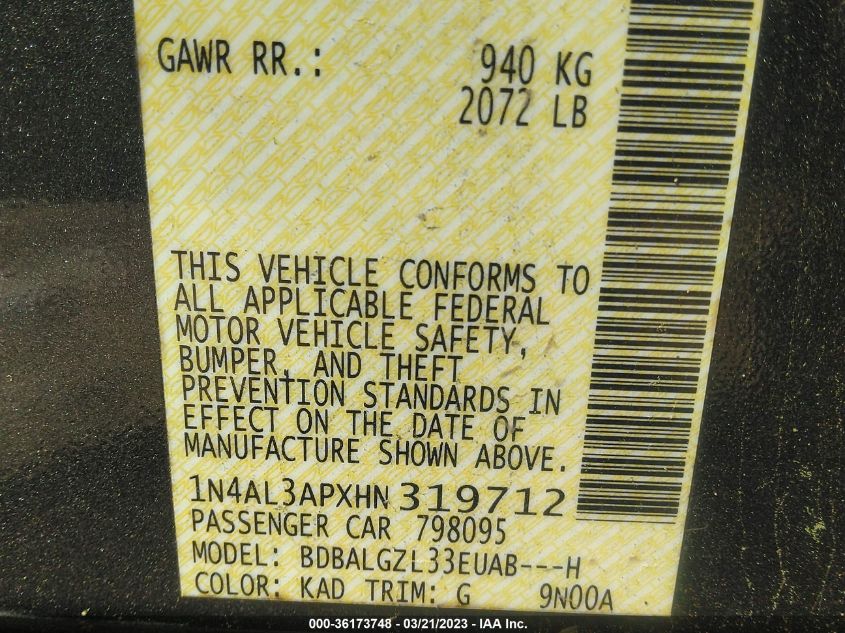 GAWR RR.: 940 KG
2072 LB
THIS VEHICLE CONFORMS TO
ALL APPLICABLE FEDERAL
MOTOR VEHICLE SAFETY,
BUMPER, AND THEFT
PREVENTION STANDARDS IN
EFFECT ON THE DATE OF
MANUFACTURE SHOWN ABOVE.
1N4AL3APXHN319712
PASSENGER CAR 798095
MODEL: BDBALGZL33EUAB---H
COLOR: KAD TRIM: G 9N00A
000-36173748 - 03/21/2023 - IAA Inc.